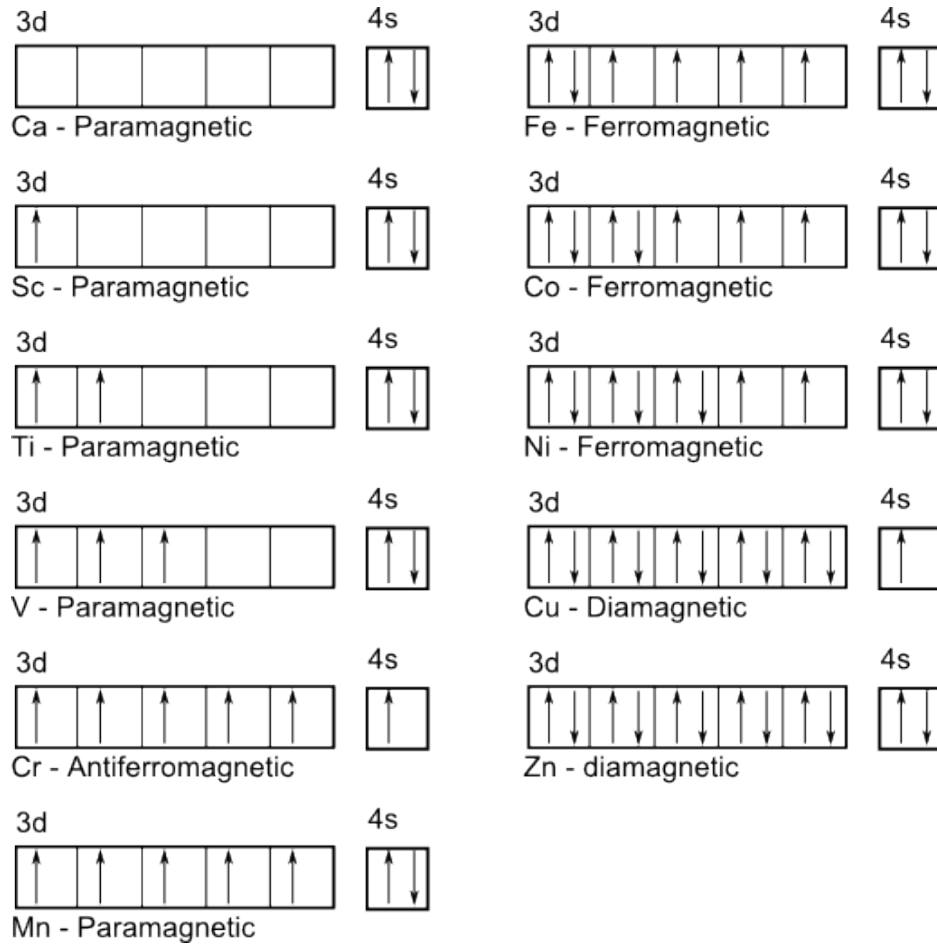 3d 4s
Ca - Paramagnetic
3d 4s
Sc - Paramagnetic
3d 4s
Ti - Paramagnetic
3d 4s
V - Paramagnetic
3d 4s
Cr - Antiferromagnetic
3d 4s
Mn - Paramagnetic
3d 4s
Fe - Ferromagnetic
3d 4s
Co - Ferromagnetic
3d 4s
Ni - Ferromagnetic
3d 4s
Cu - Diamagnetic
3d 4s
Zn - diamagnetic